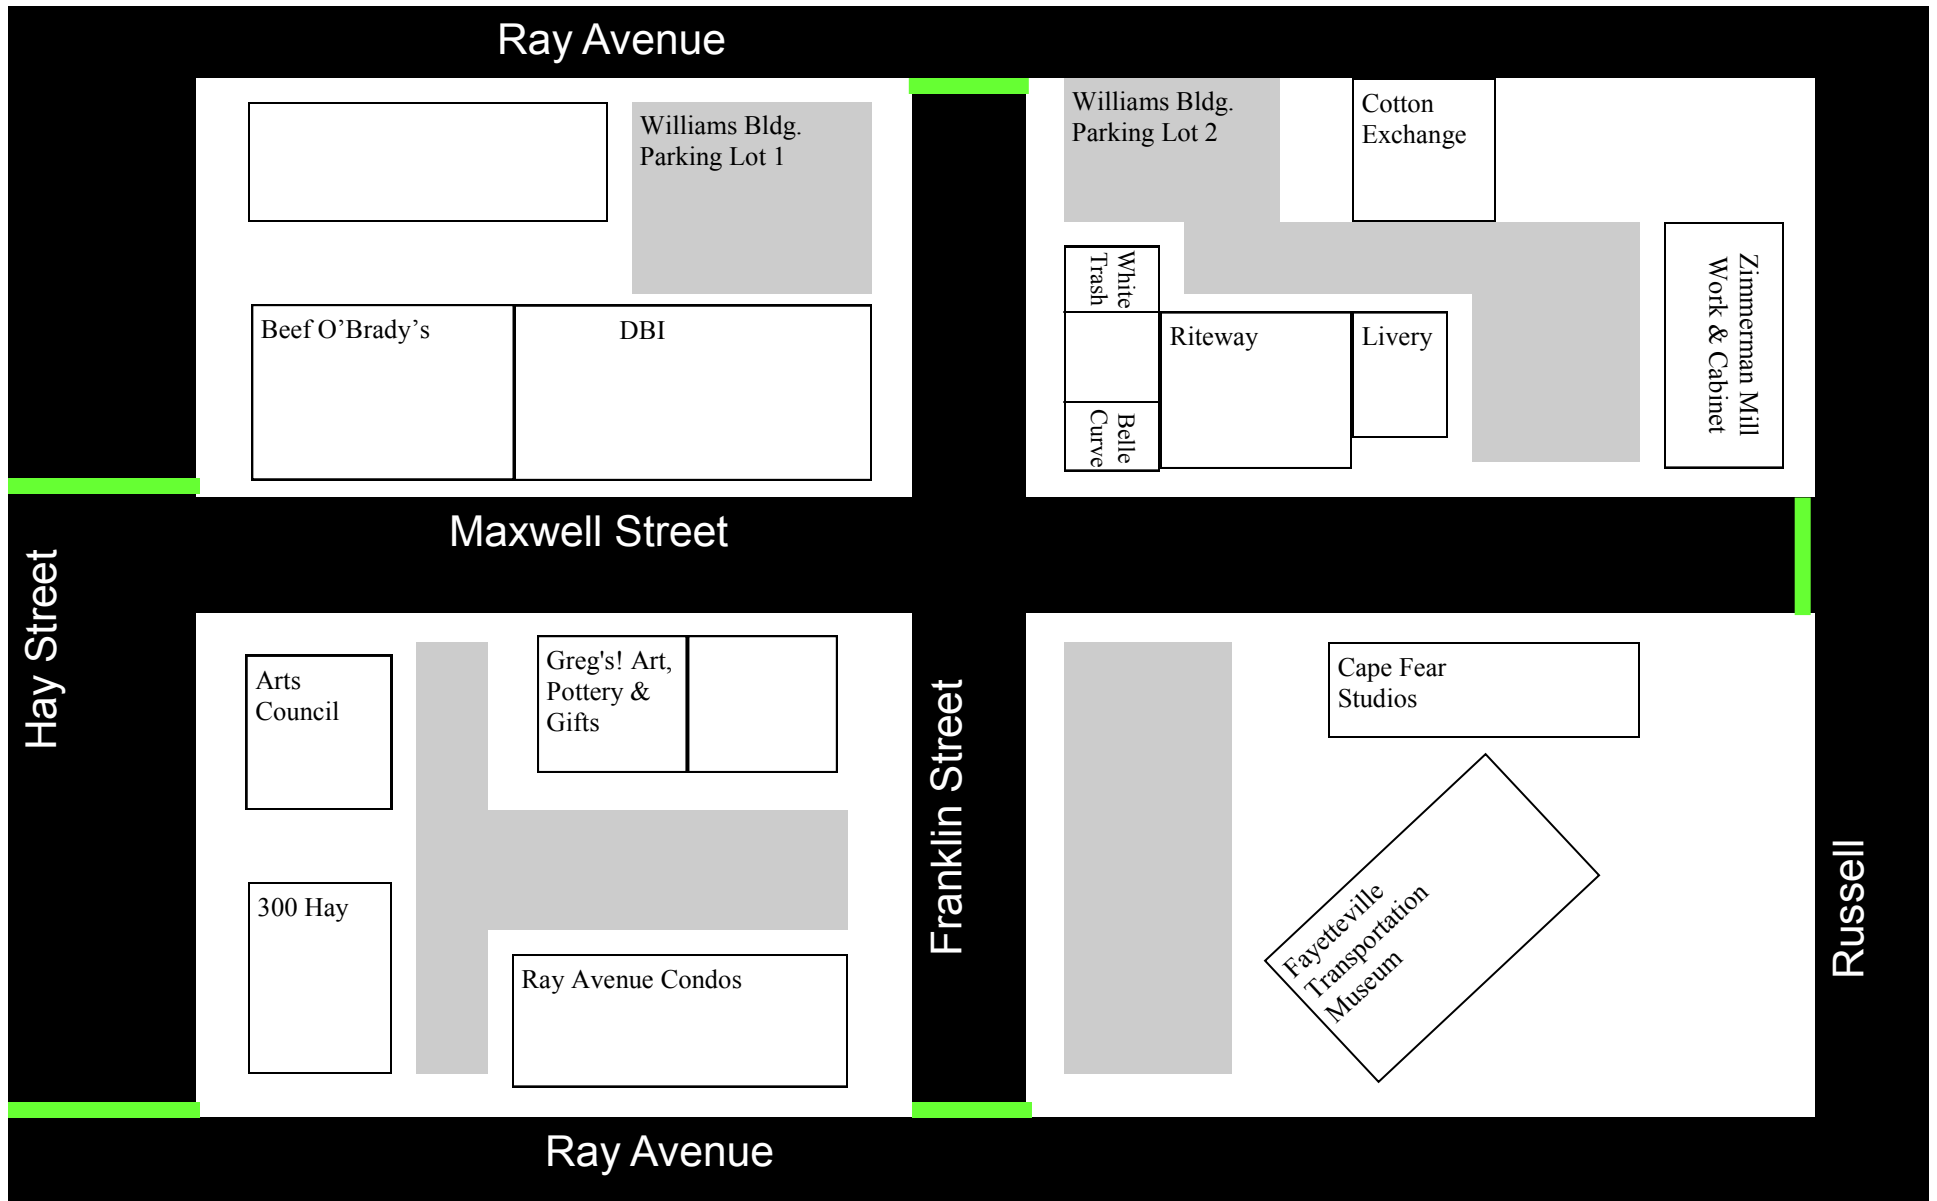 Ray Avenue
Williams Bldg.
Parking Lot 1
Williams Bldg.
Parking Lot 2
Cotton
Exchange
Beef O’Brady’s
DBI
White
Trash
Riteway
Livery
Belle
Curve
Zimmerman Mill
Work & Cabinet
Maxwell Street
Hay Street
Arts
Council
Greg's! Art,
Pottery &
Gifts
300 Hay
Ray Avenue Condos
Franklin Street
Cape Fear
Studios
Fayetteville
Transportation
Museum
Russell
Ray Avenue